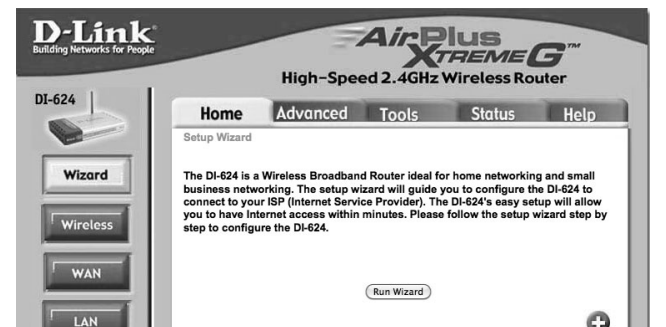 D-Link
Building Networks for People
AirPlus
XTREME G™
High-Speed 2.4GHz Wireless Router
DI-624
Home Advanced Tools Status Help
Setup Wizard
Wizard
The DI-624 is a Wireless Broadband Router ideal for home networking and small
business networking. The setup wizard will guide you to configure the DI-624 to
connect to your ISP (Internet Service Provider). The DI-624's easy setup will allow
you to have Internet access within minutes. Please follow the setup wizard step by
step to configure the DI-624.
Wireless
WAN
Run Wizard
LAN